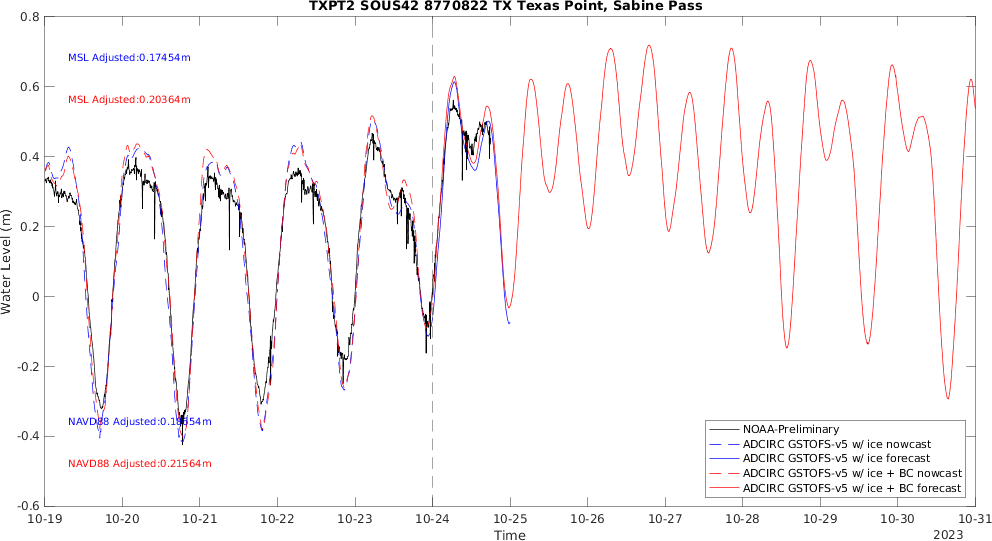 TXPT2 SOUS42 8770822 TX Texas Point, Sabine Pass
0.8
0.6
0.4
0.2
0
-0.2
-0.4
-0.6
Water Level (m)
MSL Adjusted:0.17454m
MSL Adjusted:0.20364m
NAVD88 Adjusted:0.18654m
NAVD88 Adjusted:0.21564m
NOAA-Preliminary
ADCIRC GSTOFS-v5 w/ ice nowcast
ADCIRC GSTOFS-v5 w/ ice forecast
ADCIRC GSTOFS-v5 w/ ice + BC nowcast
ADCIRC GSTOFS-v5 w/ ice + BC forecast
10-19 10-20 10-21 10-22 10-23 10-24 10-25 10-26 10-27 10-28 10-29 10-30 10-31
Time
2023